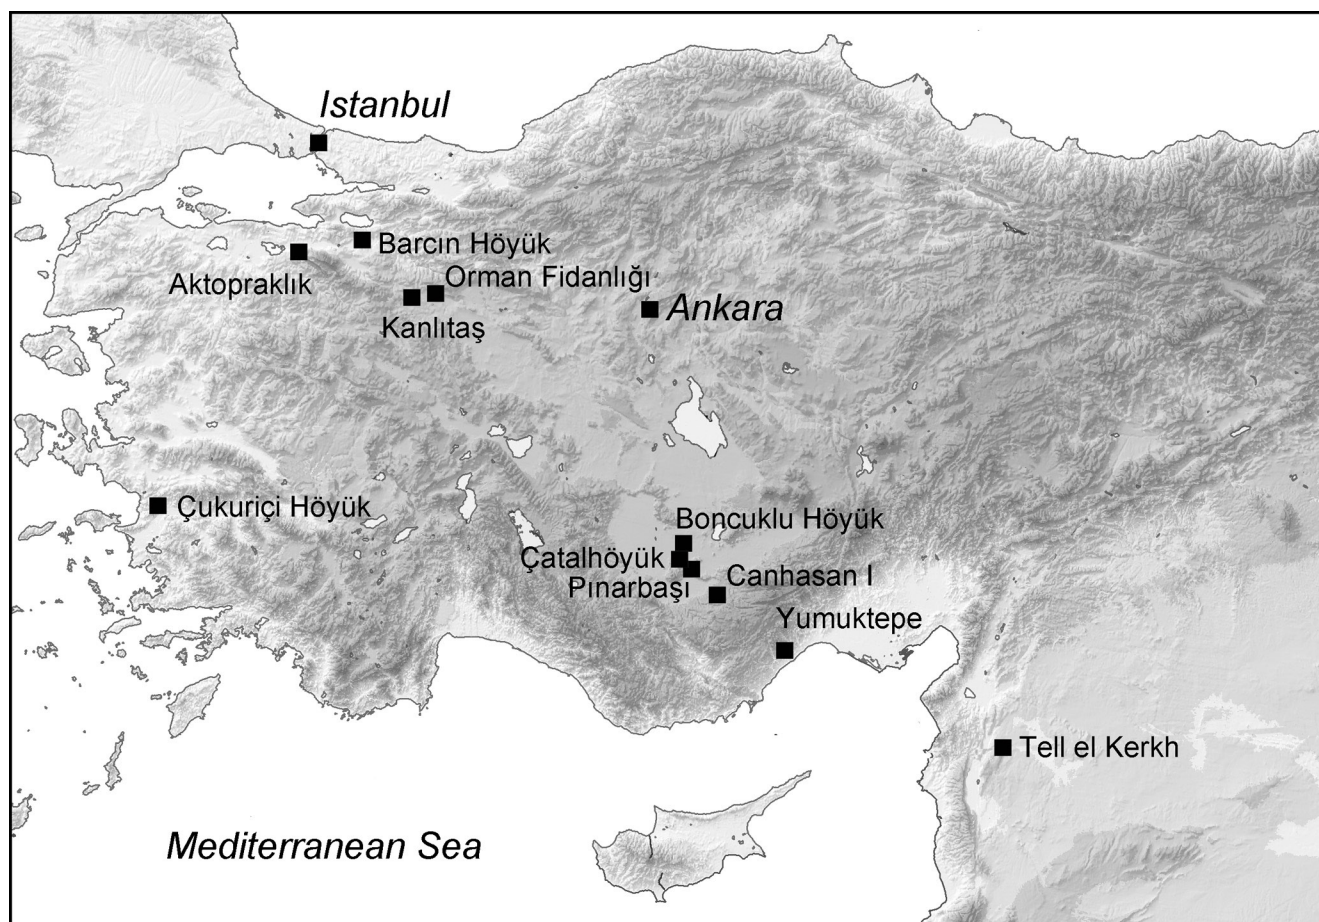 Istanbul
Barcın Höyük
Aktopraklık
Orman Fidanlığı
Kanlıtaş
Ankara
Çukuriçi Höyük
Boncuklu Höyük
Çatalhöyük
Pınarbaşı
Canhasan I
Yumuktepe
Tell el Kerkh
Mediterranean Sea